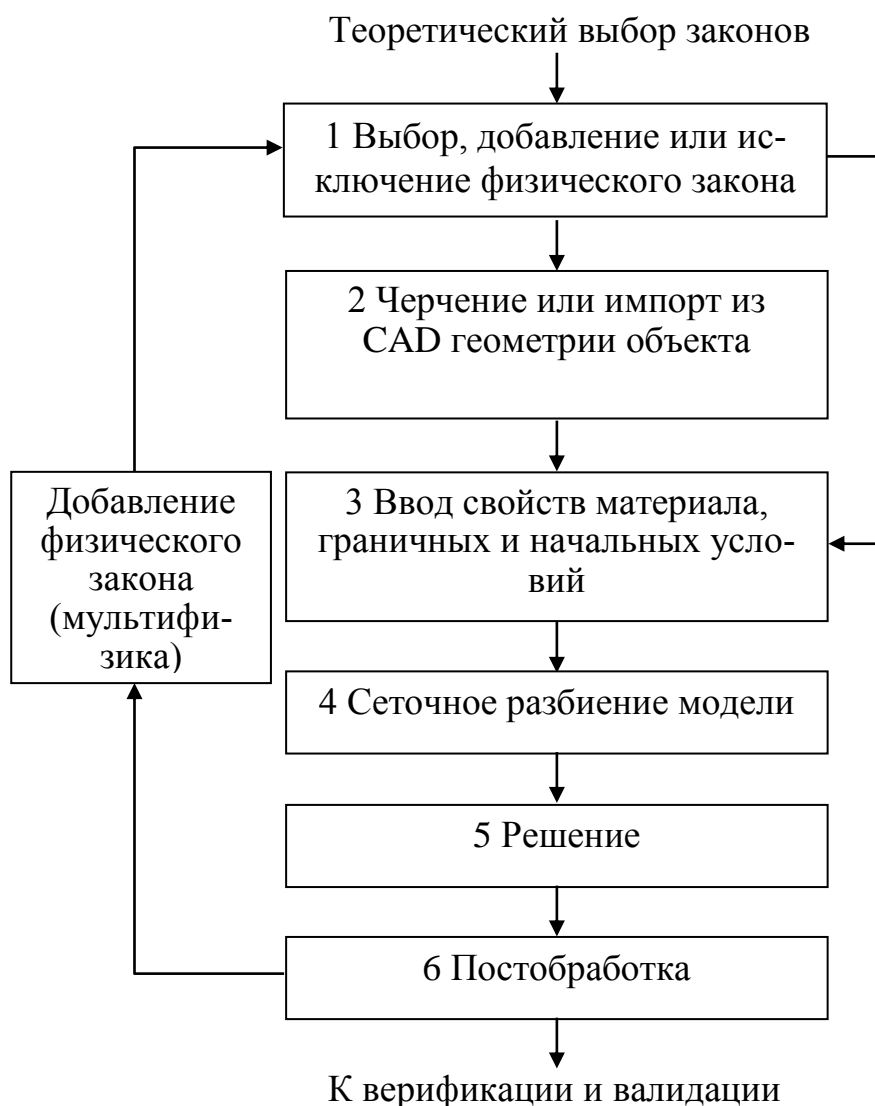 Теоретический выбор законов
1 Выбор, добавление или ис-
ключение физического закона
2 Черчение или импорт из
CAD геометрии объекта
Добавление
физического
закона
(мультифи-
зика)
3 Ввод свойств материала,
граничных и начальных усло-
вий
4 Сеточное разбиение модели
5 Решение
6 Постобработка
К верификации и валидации